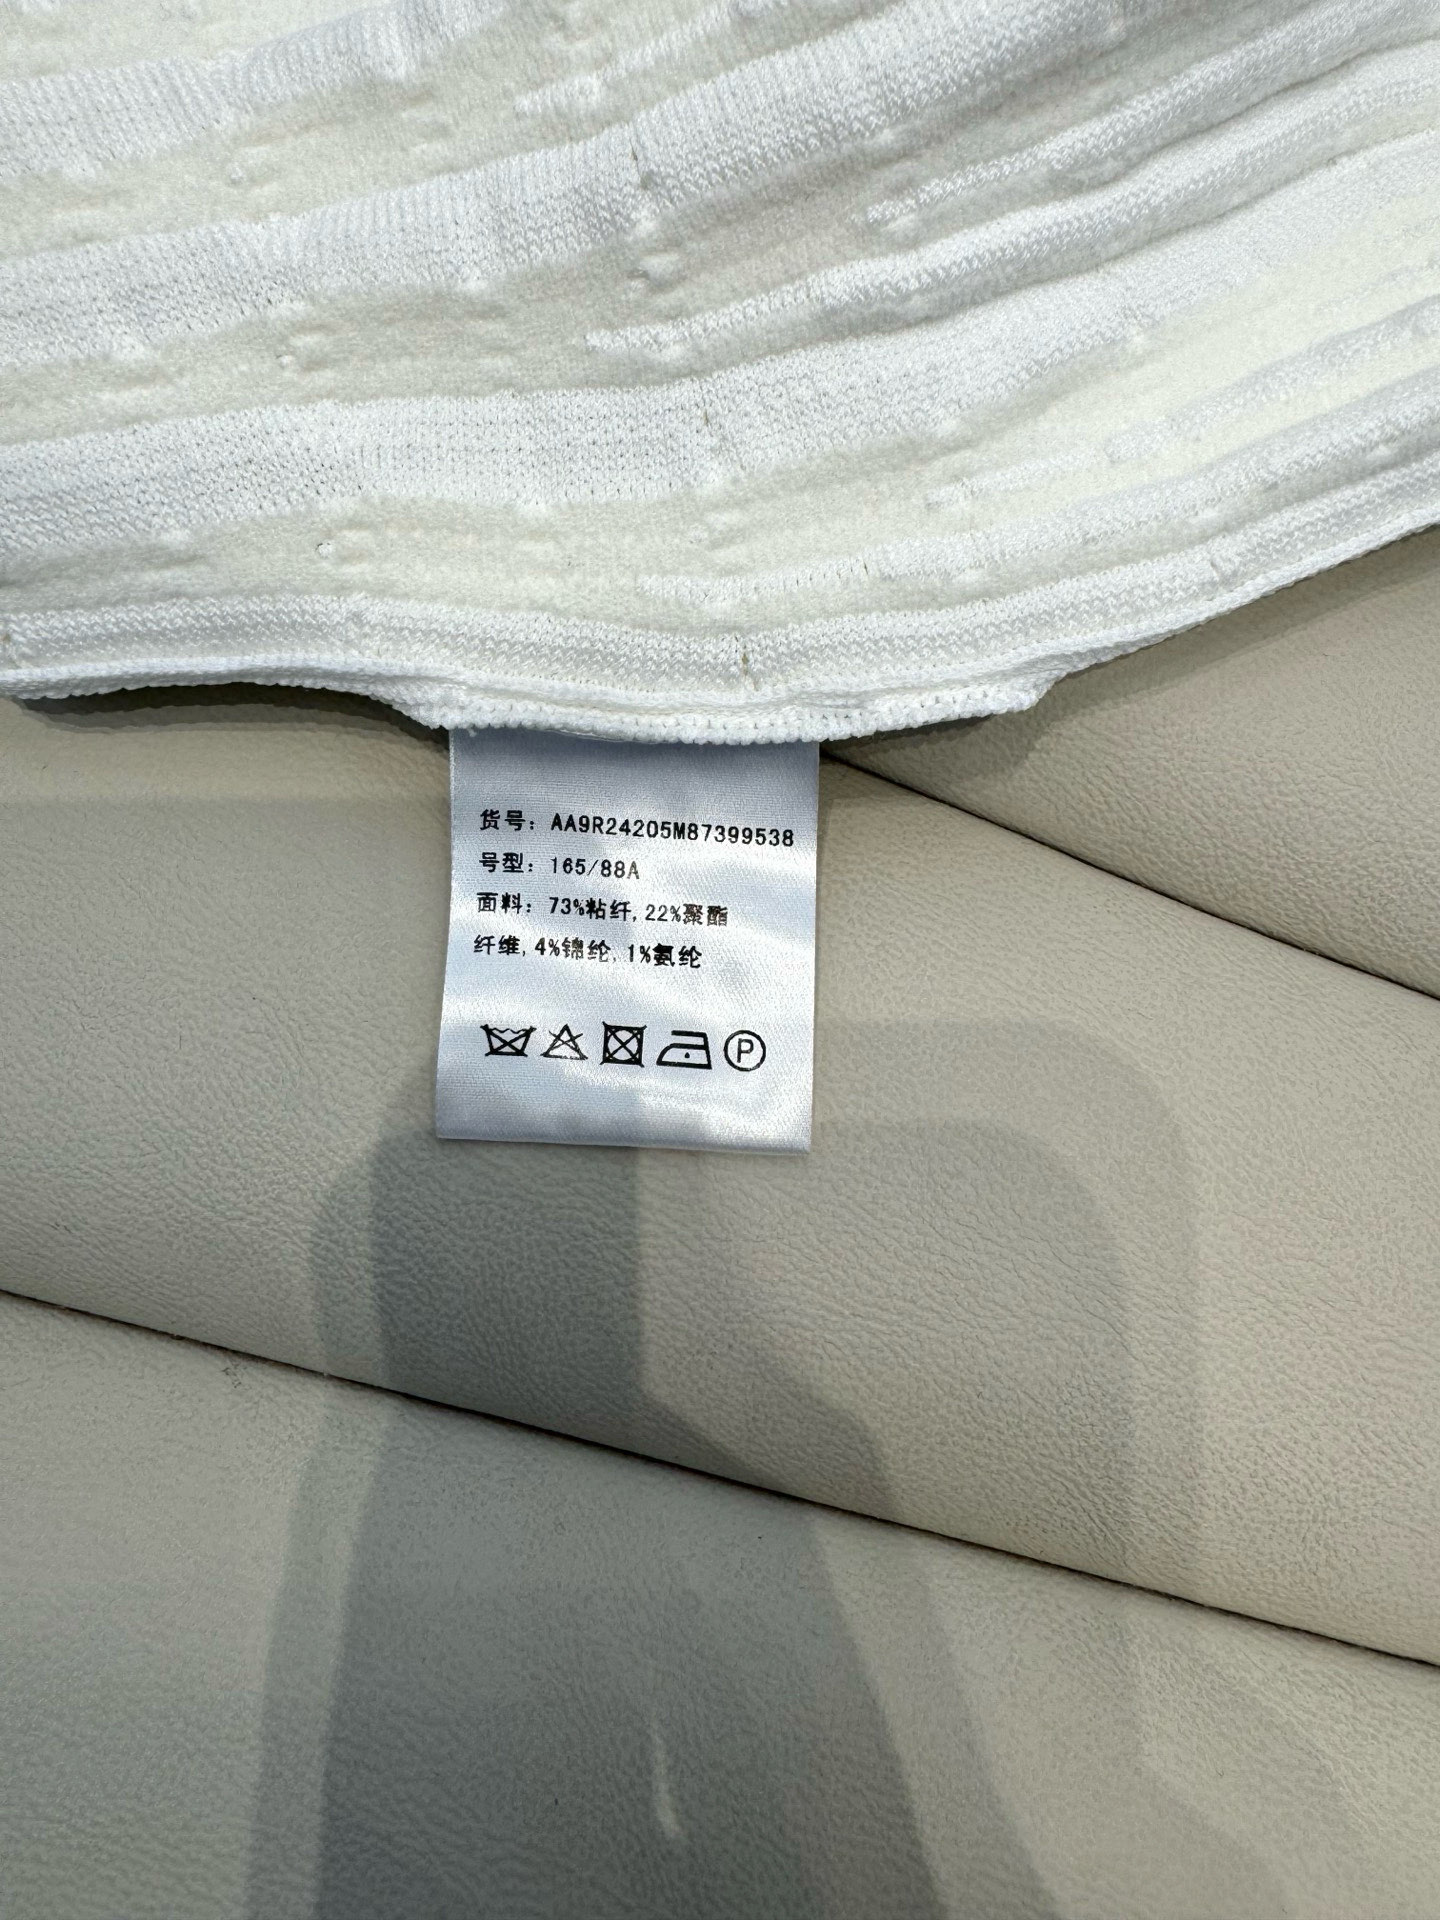 货号: AA9R24205M87399538
号型: 165/88A
面料: 73%粘纤, 22%聚酯
纤维, 4%锦纶, 1%氨纶
P